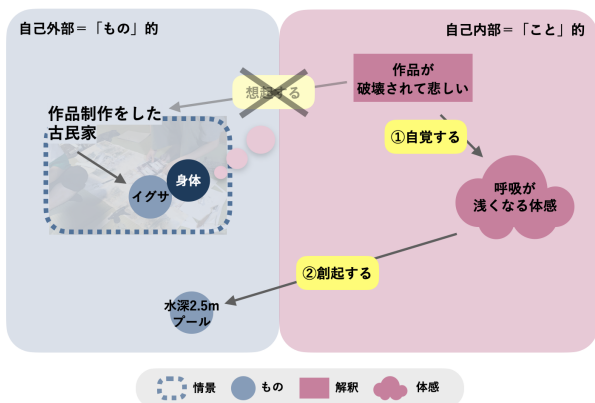 自己外部＝「もの」的
自己内部＝「こと」的
作品が
破壊されて悲しい
想起する
作品制作をした
古民家
①自覚する
身体
イグサ
呼吸が
浅くなる体感
②創起する
水深2.5m
プール
情景
もの
解釈
体感